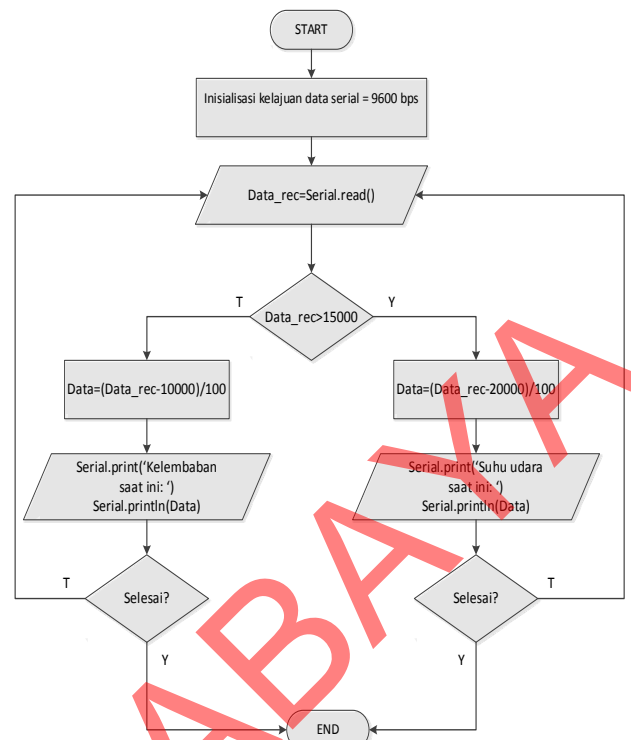 START
Inisialisasi kelajuan data serial = 9600 bps
Data_rec=Serial.read()
T
Y
Data_rec>15000
Data=(Data_rec-10000)/100
Data=(Data_rec-20000)/100
Serial.print('Kelembaban
saat ini: ')
Serial.println(Data)
Serial.print('Suhu udara
saat ini: ')
Serial.println(Data)
T
Selesai?
Selesai?
T
Y
Y
END
ABAYA